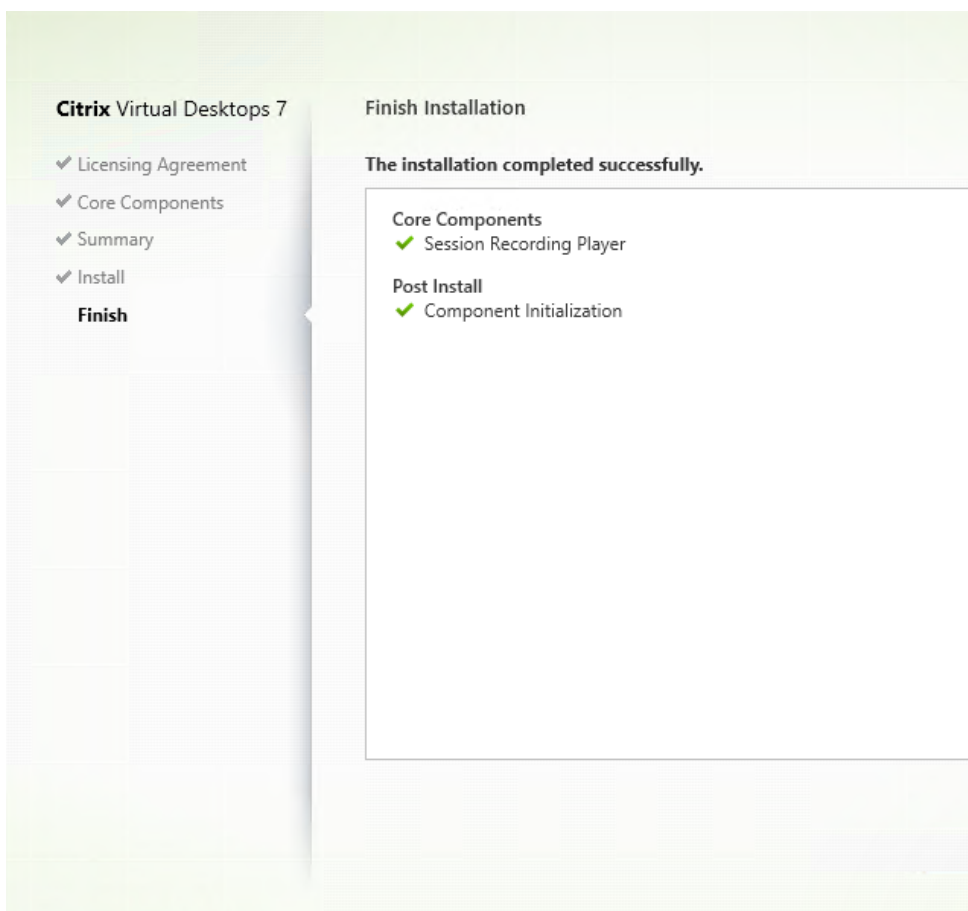 Citrix Virtual Desktops 7
Licensing Agreement
Core Components
Summary
Install
Finish
Finish Installation
The installation completed successfully.
Core Components
Session Recording Player
Post Install
Component Initialization